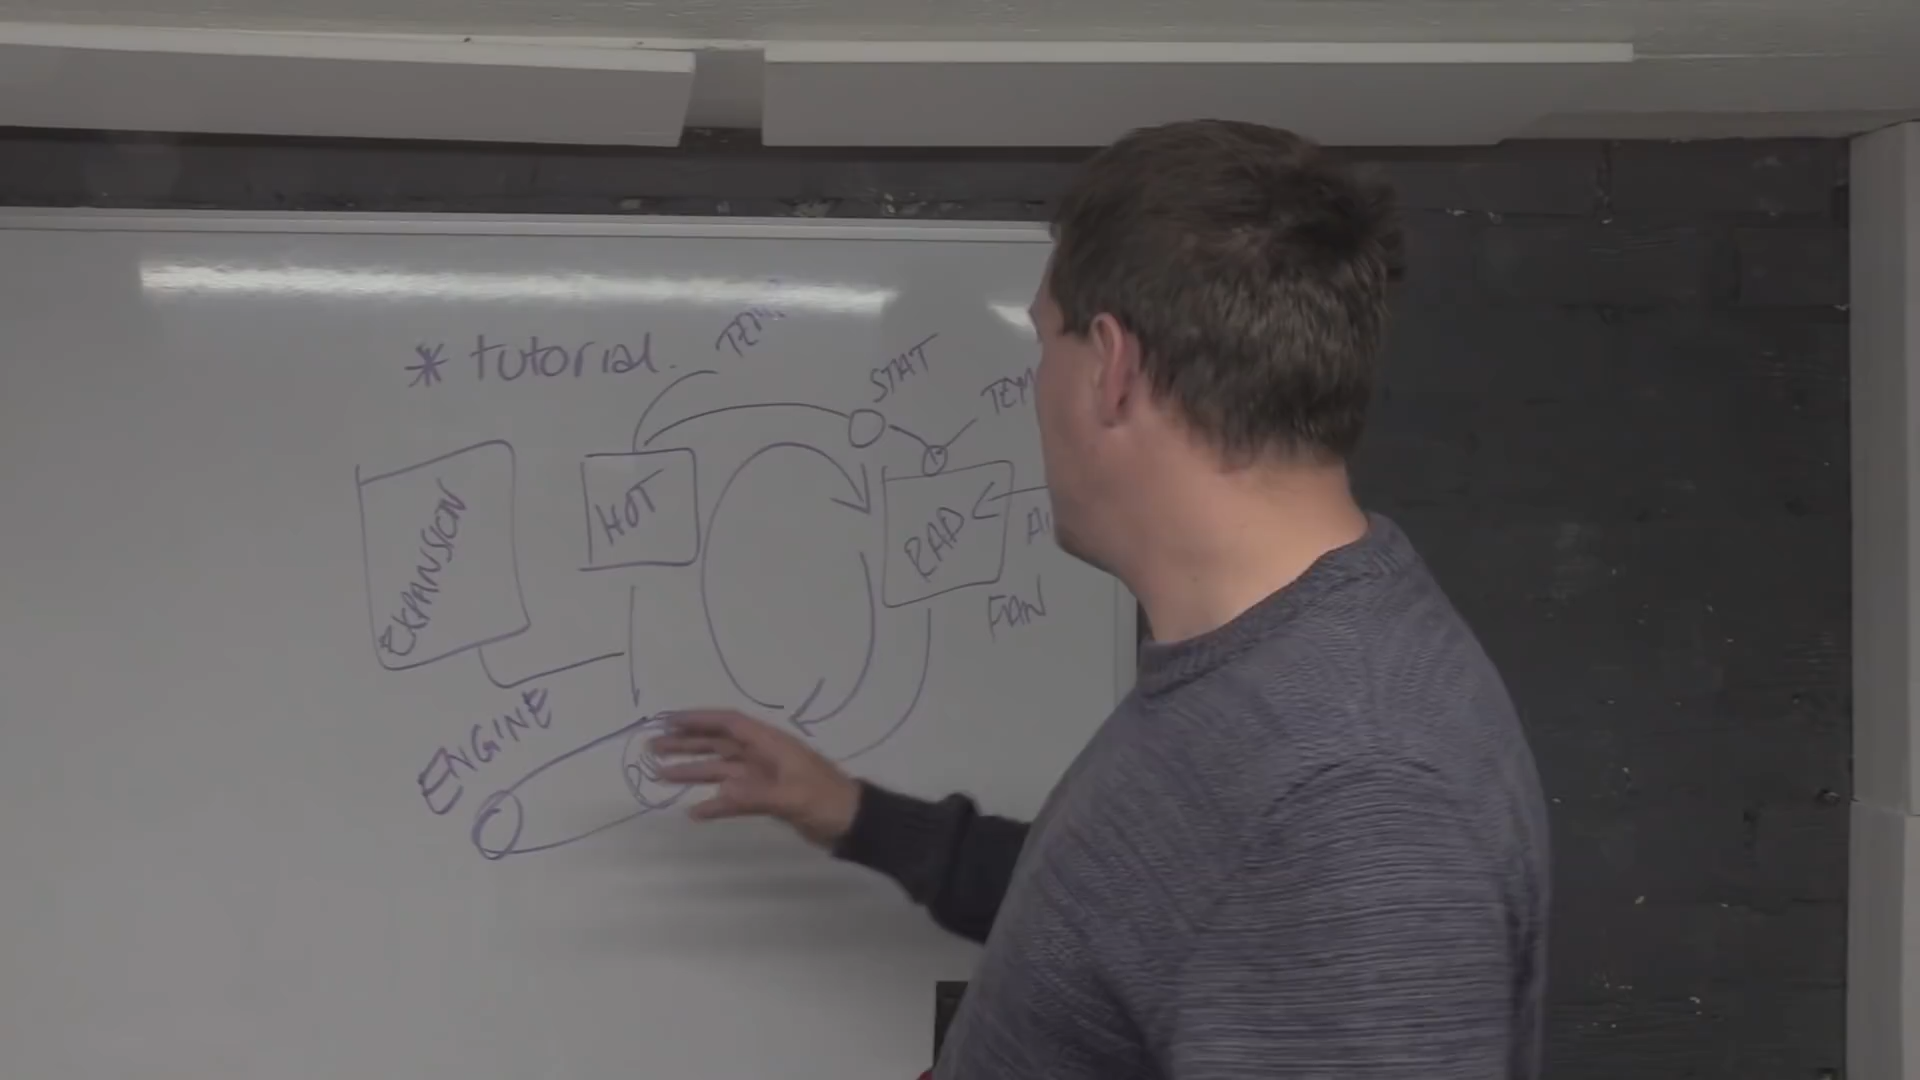 * tutorial.
STAT
HOT
EXPANSION
RAD
FAN
ENGINE